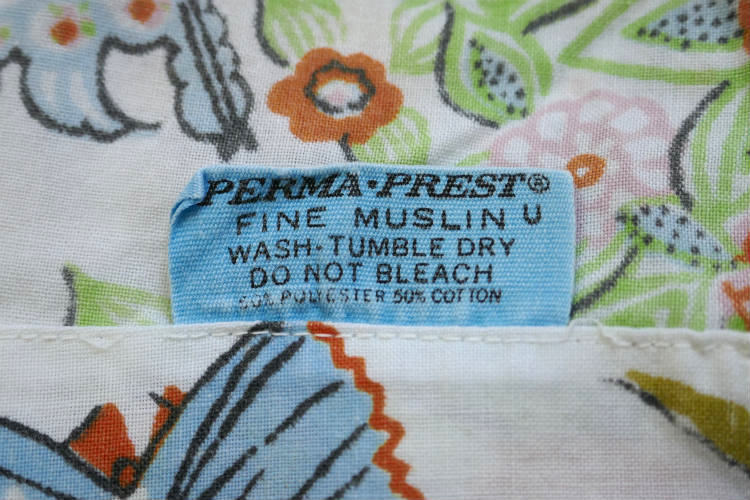 PERMA·PREST®
FINE MUSLIN U
WASH·TUMBLE DRY
DO NOT BLEACH
50% POLYESTER 50% COTTON